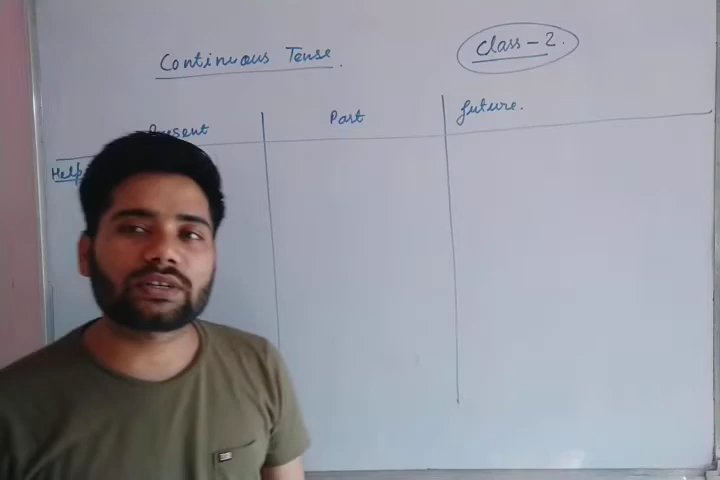 Continuous Tense.
Class-2.
Present Past future.
Help